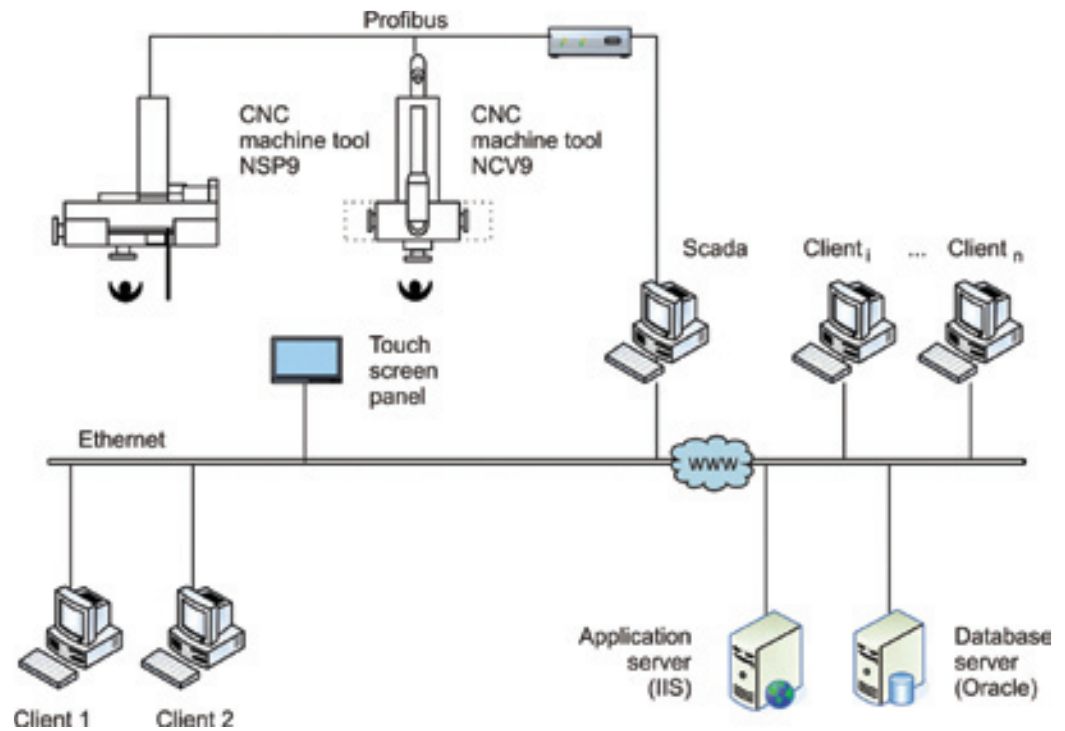 Profibus
CNC
machine tool
NSP9
CNC
machine tool
NCV9
Scada
Client i
...
Client n
Touch
screen
panel
Ethernet
www
Application
server
(IIS)
Database
server
(Oracle)
Client 1
Client 2